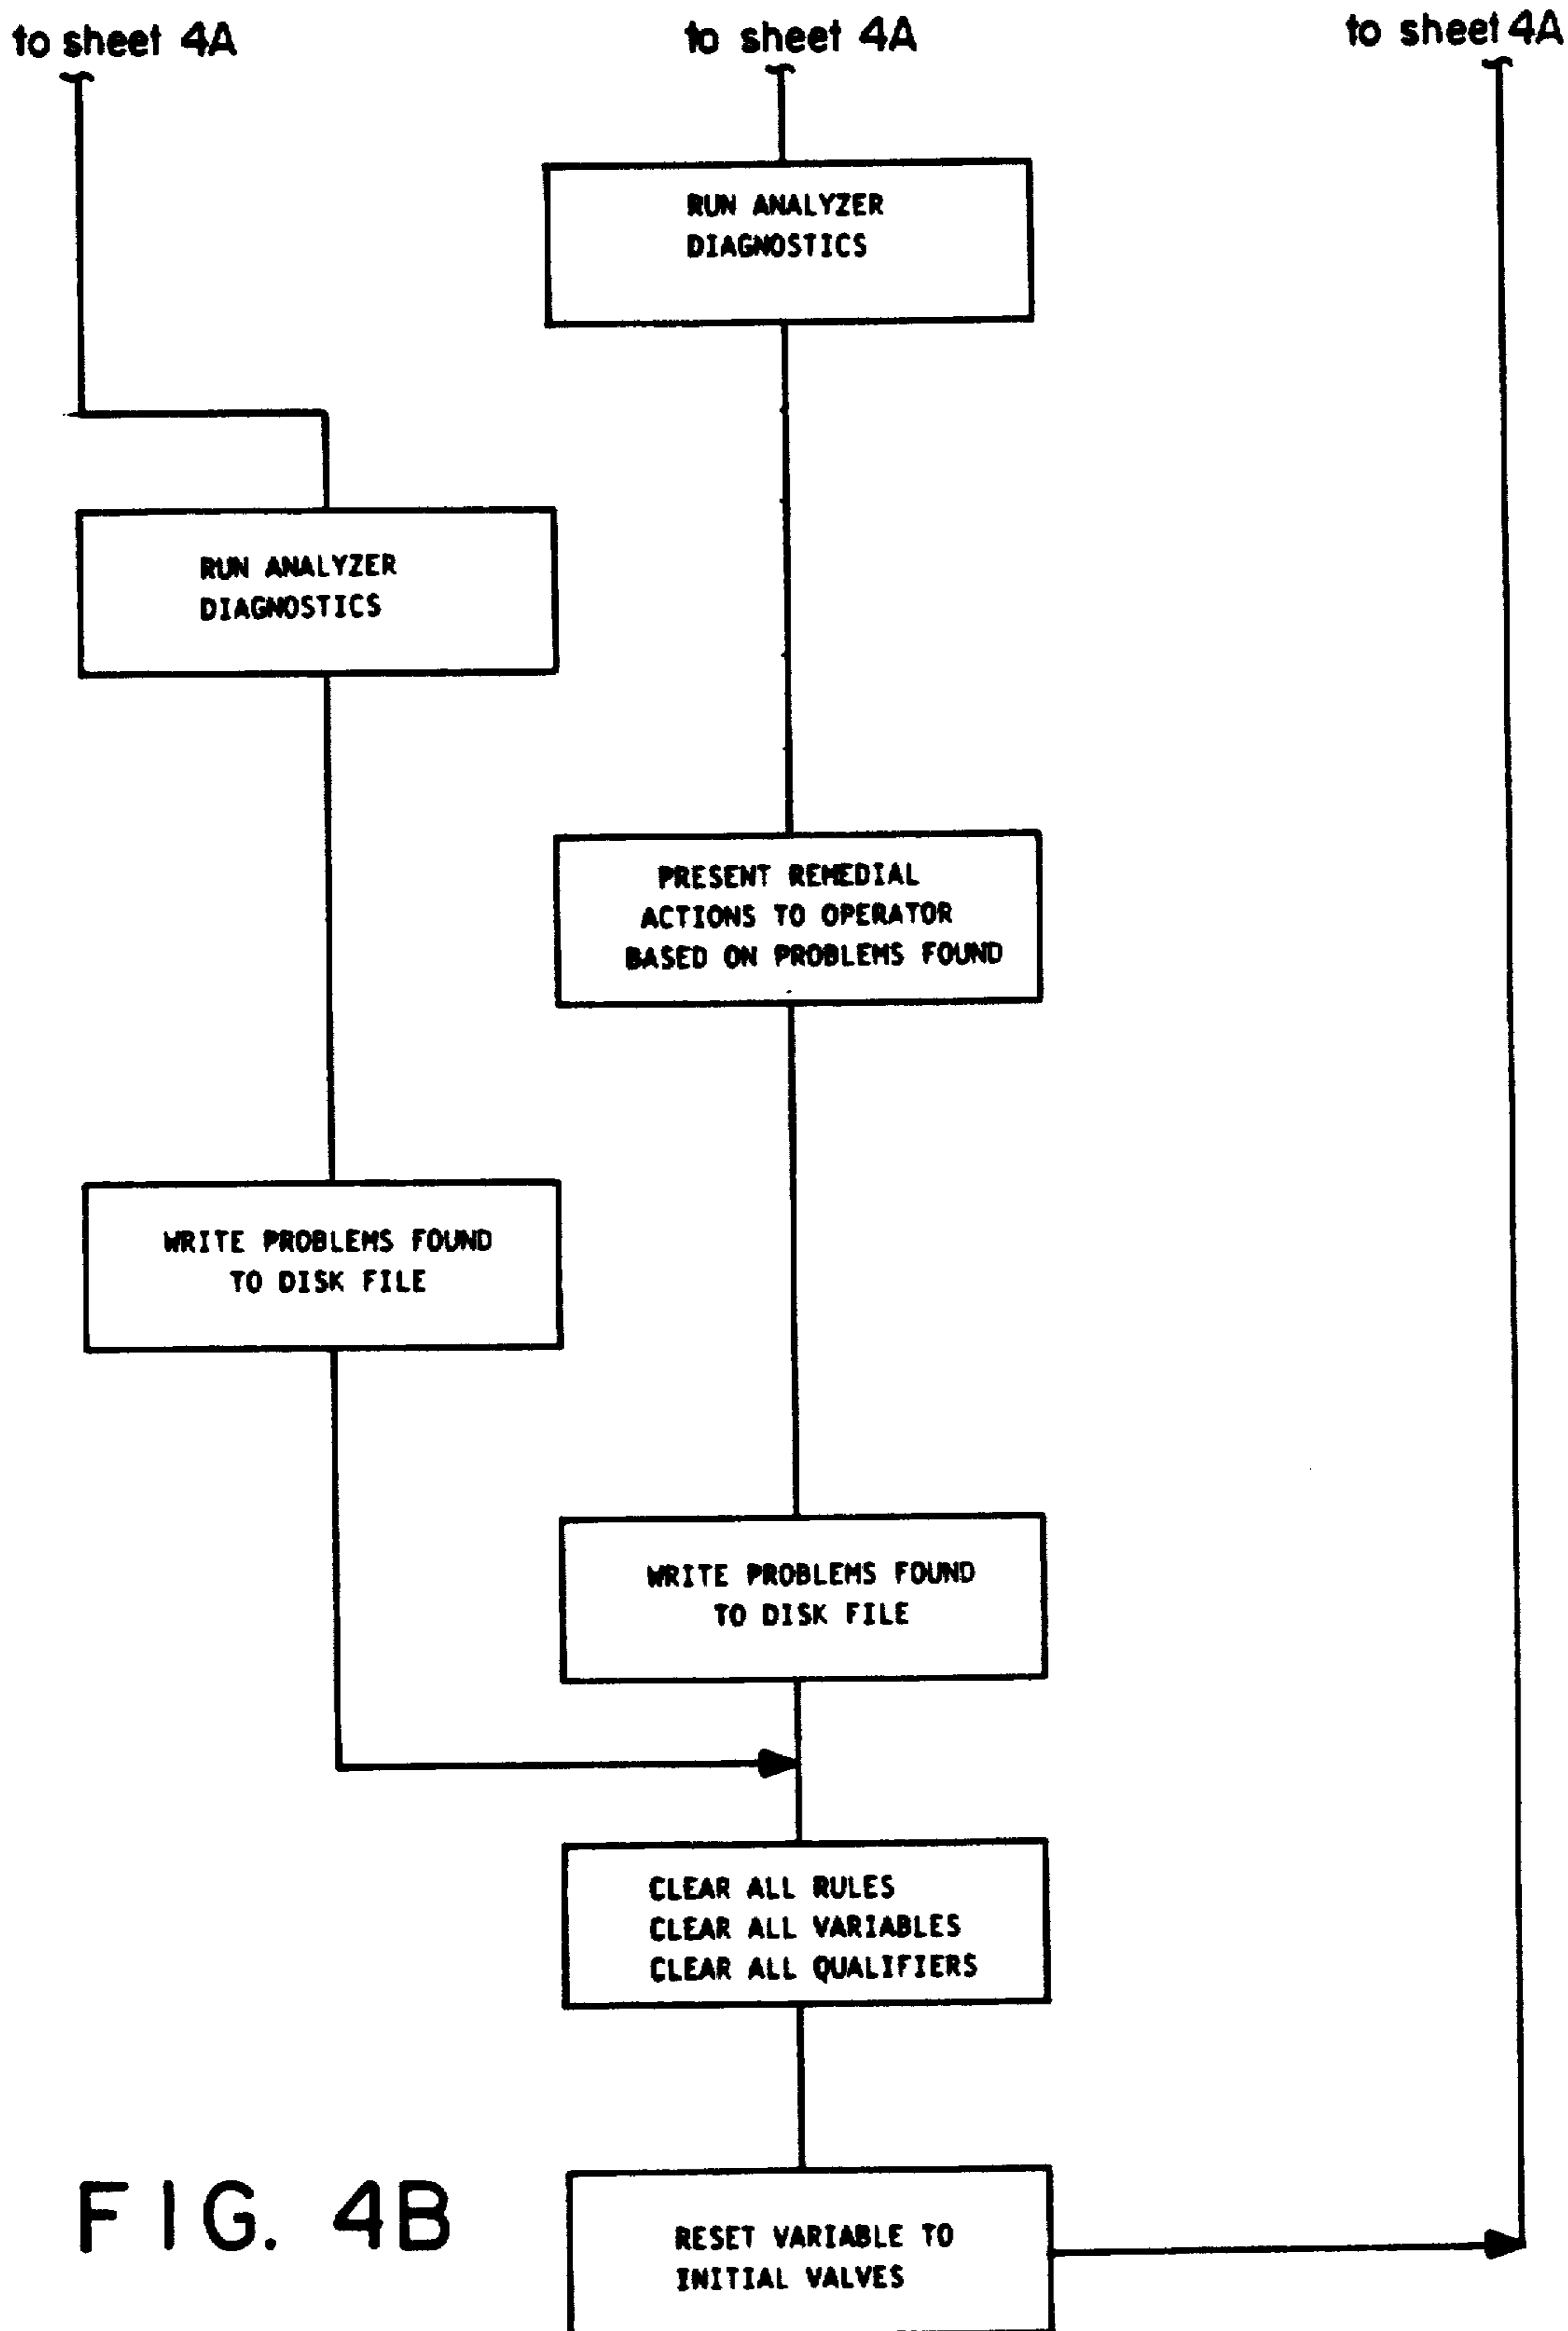 to sheet 4A
to sheet 4A
to sheet 4A
RUN ANALYZER
DIAGNOSTICS
RUN ANALYZER
DIAGNOSTICS
PRESENT REMEDIAL
ACTIONS TO OPERATOR
BASED ON PROBLEMS FOUND
WRITE PROBLEMS FOUND
TO DISK FILE
WRITE PROBLEMS FOUND
TO DISK FILE
CLEAR ALL RULES
CLEAR ALL VARIABLES
CLEAR ALL QUALIFIERS
RESET VARIABLE TO
INITIAL VALVES
FIG. 4B